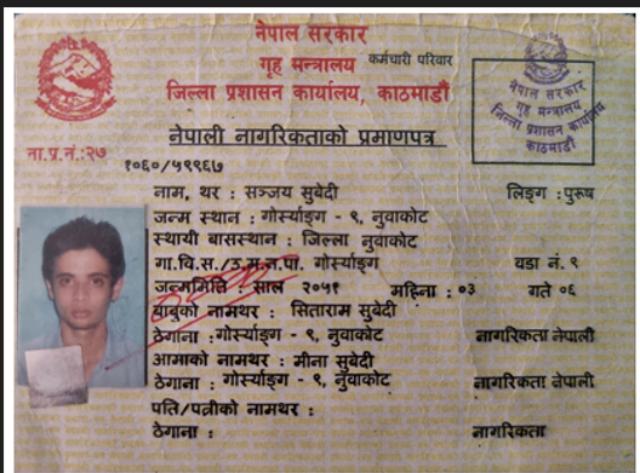 नेपाल सरकार
गृह मन्त्रालय कर्मचारी परिवार
जिल्ला प्रशासन कार्यालय, काठमाडौं
नेपाल सरकार
गृह मन्त्रालय
जिल्ला प्रशासन कार्यालय
काठमाडौं
नेपाली नागरिकताको प्रमाणपत्र
ना.प्र.नं.:२७
१०६०/५९९६७
नाम, थर : सञ्जय सुबेदी लिङ्ग : पुरूष
जन्म स्थान : गोर्स्याङ्ग - ९, नुवाकोट
स्थायी बासस्थान : जिल्ला नुवाकोट
गा.वि.स./उ.म.न.पा. गोर्स्याङ्ग वडा नं. ९
जन्ममिति : साल २०५१ महिना : ०३ गते ०६
बाबुको नामथर : सिताराम सुबेदी
ठेगाना : गोर्स्याङ्ग - ९, नुवाकोट नागरिकता नेपाली
आमाको नामथर : मीना सुबेदी
ठेगाना : गोर्स्याङ्ग - ९, नुवाकोट नागरिकता नेपाली
पति/पत्नीको नामथर :
ठेगाना : नागरिकता